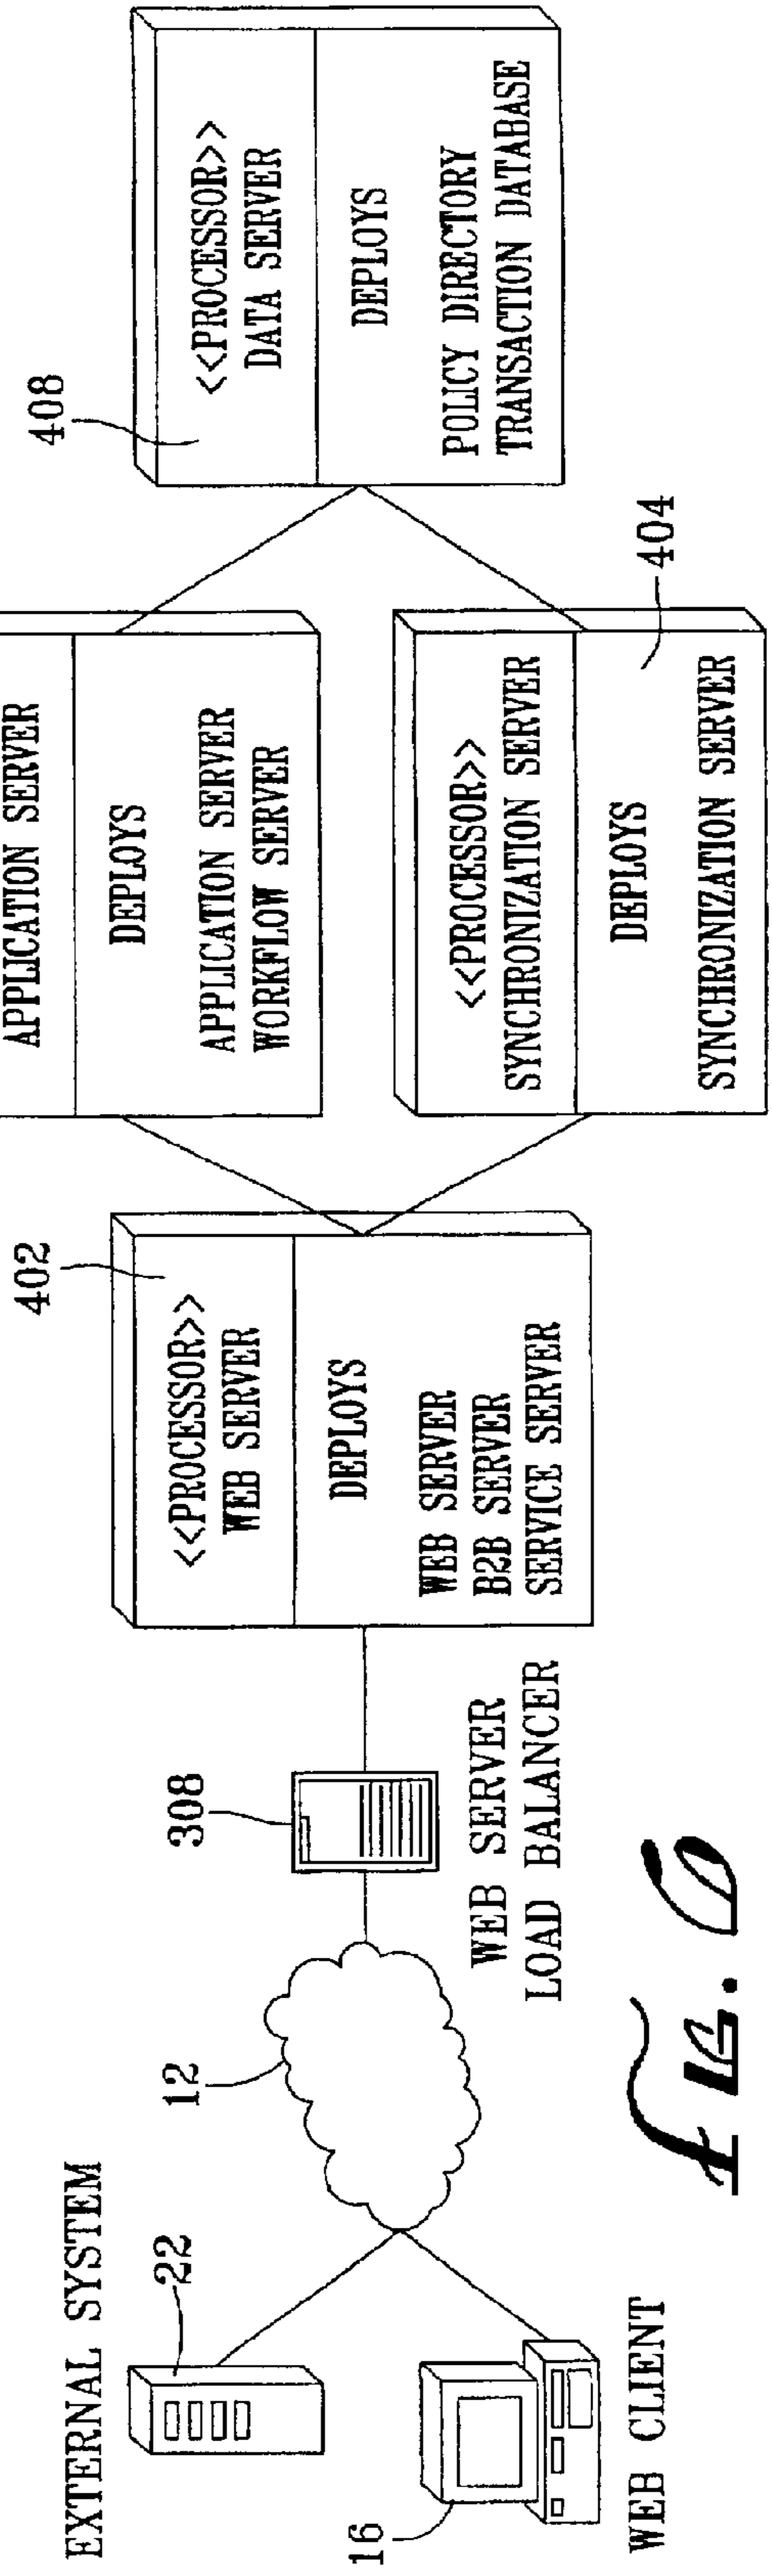 EXTERNAL SYSTEM
22
16
WEB CLIENT
12
308
WEB SERVER
LOAD BALANCER
402
<<PROCESSOR>>
WEB SERVER
DEPLOYS
WEB SERVER
B2B SERVER
SERVICE SERVER
APPLICATION SERVER
DEPLOYS
APPLICATION SERVER
WORKFLOW SERVER
<<PROCESSOR>>
SYNCHRONIZATION SERVER
DEPLOYS
SYNCHRONIZATION SERVER
404
408
<<PROCESSOR>>
DATA SERVER
DEPLOYS
POLICY DIRECTORY
TRANSACTION DATABASE
FIG. 6